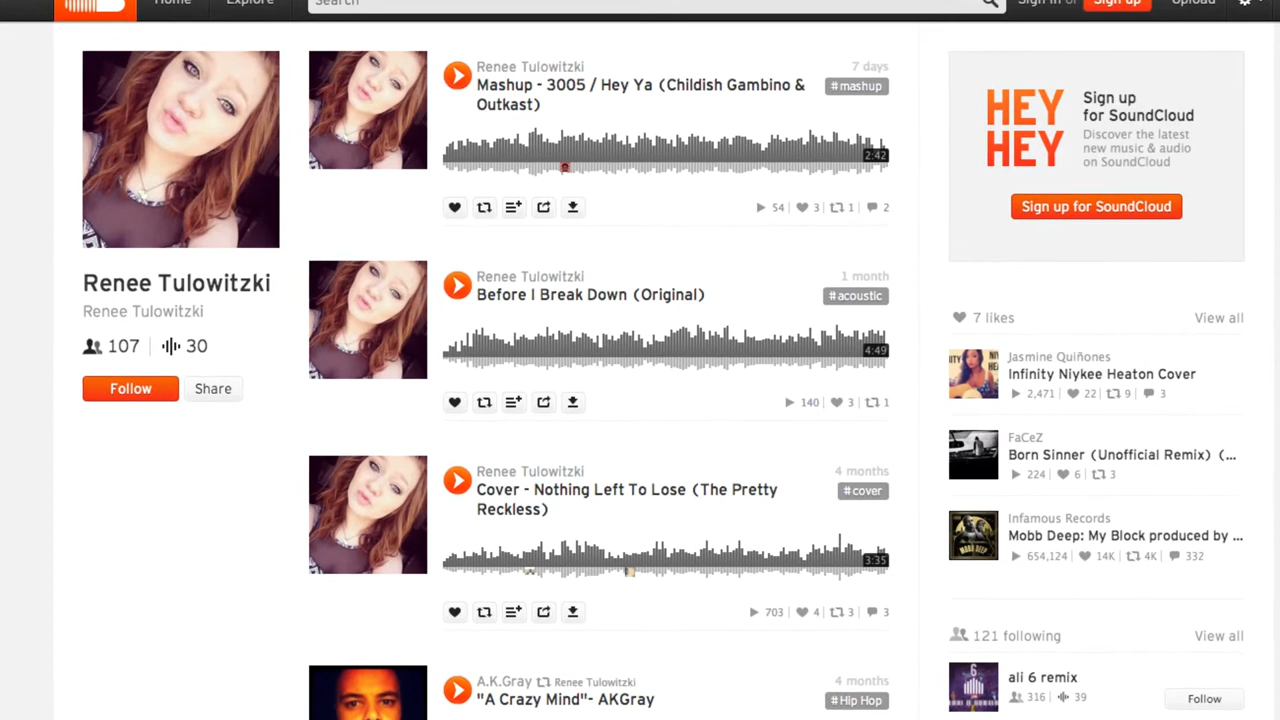 Home
Explore
Search
Sign in or
Sign up
Upload
Renee Tulowitzki
Renee Tulowitzki
107
30
Follow
Share
Renee Tulowitzki
7 days
Mashup - 3005 / Hey Ya (Childish Gambino &
Outkast)
#mashup
2:42
54
3
1
2
Renee Tulowitzki
1 month
Before I Break Down (Original)
#acoustic
4:49
140
3
1
Renee Tulowitzki
4 months
Cover - Nothing Left To Lose (The Pretty
Reckless)
#cover
3:35
703
4
3
3
A.K.Gray Renee Tulowitzki
4 months
"A Crazy Mind"- AKGray
#Hip Hop
HEY
HEY
Sign up
for SoundCloud
Discover the latest
new music & audio
on SoundCloud
Sign up for SoundCloud
7 likes
View all
Jasmine Quiñones
Infinity Niykee Heaton Cover
2,471 22 9 3
FaCeZ
Born Sinner (Unofficial Remix) (...
224 6 3
Infamous Records
Mobb Deep: My Block produced by ...
654,124 14K 4K 332
121 following
View all
ali 6 remix
316 39
Follow